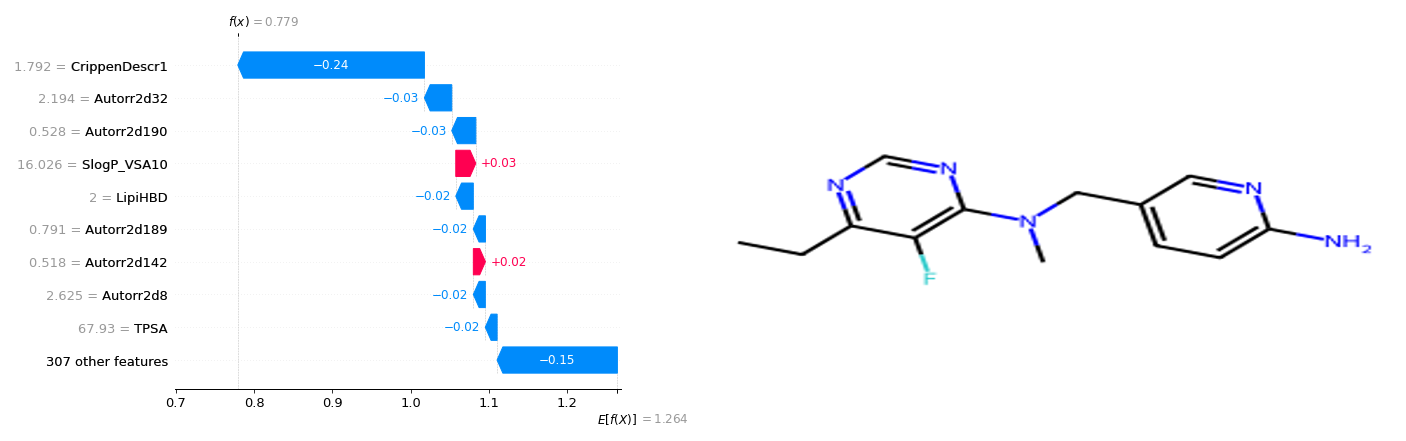 f(x) = 0.779
1.792 = CrippenDescr1
−0.24
2.194 = Autorr2d32
−0.03
0.528 = Autorr2d190
−0.03
16.026 = SlogP_VSA10
+0.03
2 = LipiHBD
−0.02
0.791 = Autorr2d189
−0.02
0.518 = Autorr2d142
+0.02
2.625 = Autorr2d8
−0.02
67.93 = TPSA
−0.02
307 other features
−0.15
0.7 0.8 0.9 1.0 1.1 1.2
E[f(X)] = 1.264
N
N
N
F
N
NH2